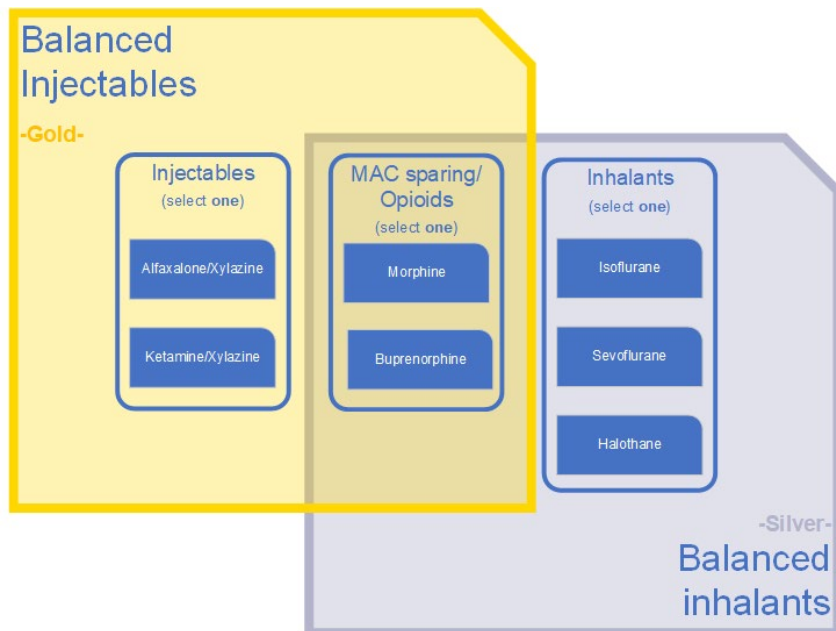 Balanced
Injectables
-Gold-
Injectables
(select one)
Alfaxalone/Xylazine
Ketamine/Xylazine
MAC sparing/
Opioids
(select one)
Morphine
Buprenorphine
Inhalants
(select one)
Isoflurane
Sevoflurane
Halothane
-Silver-
Balanced
inhalants